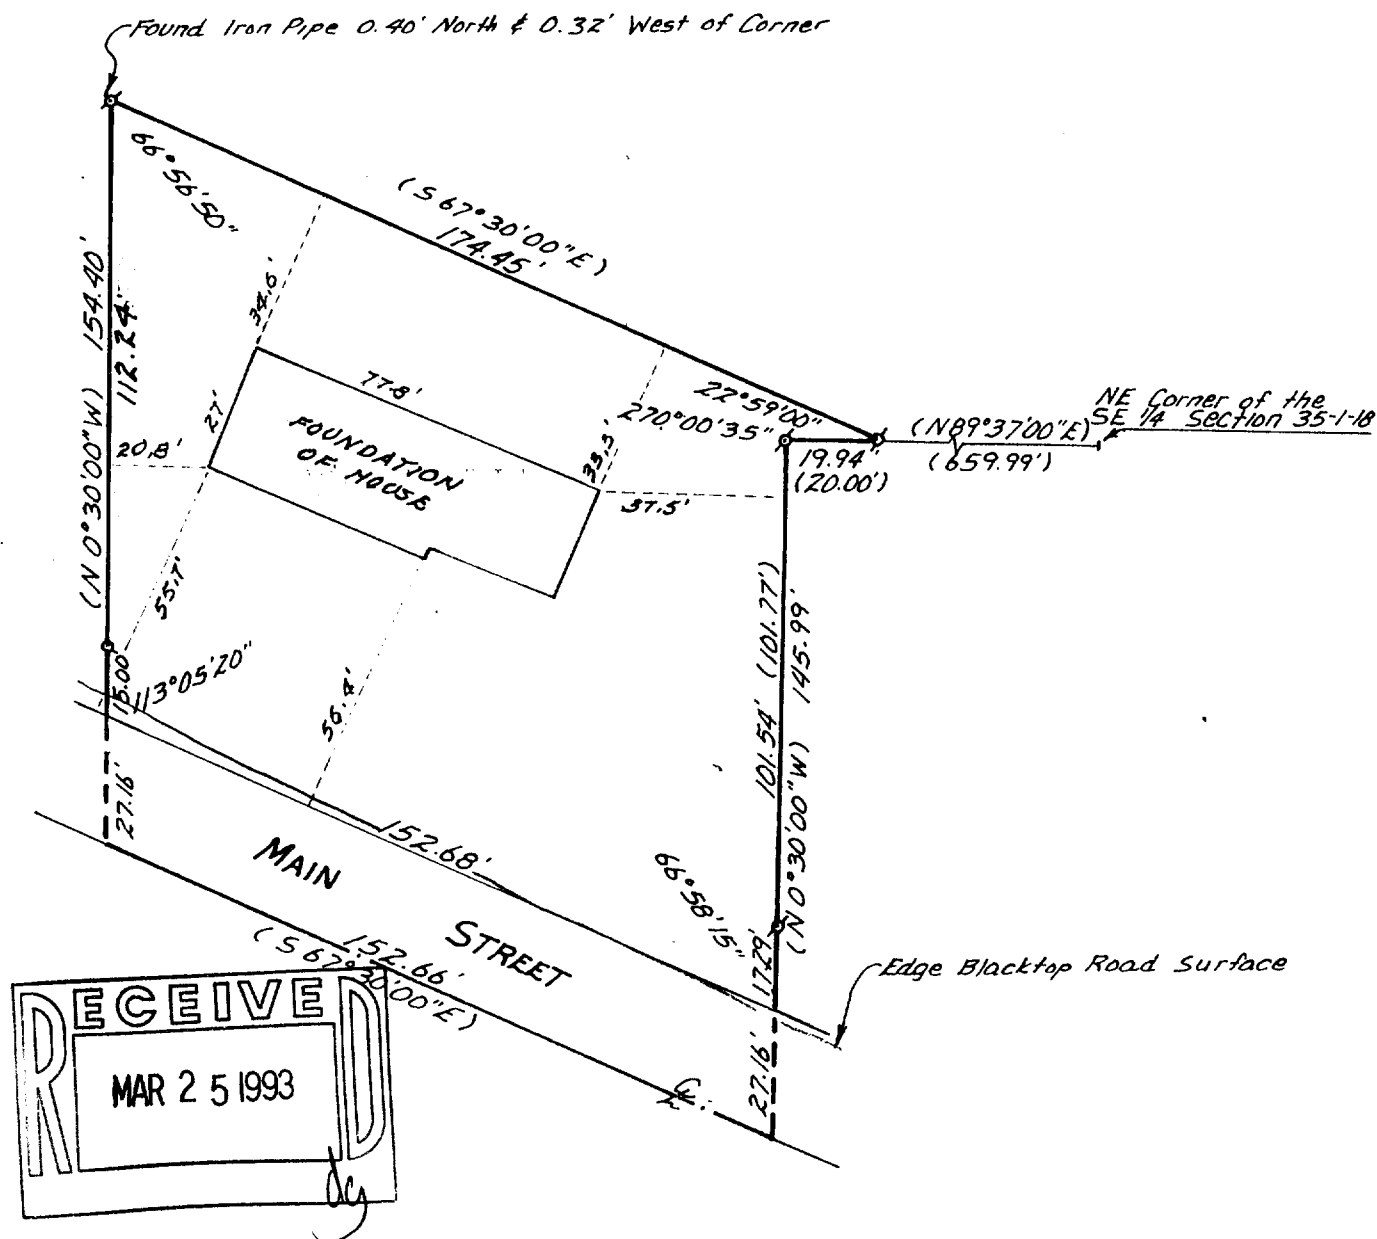 Found Iron Pipe 0.40' North & 0.32' West of Corner
66°56'50"
(S 67°30'00"E)
174.45'
34.6'
(N 0°30'00"W) 154.40'
112.24'
77.8'
27'
22°59'00"
270°00'35"
NE Corner of the
SE 1/4 Section 35-1-18
(N89°37'00"E)
(659.99')
19.94'
(20.00')
20.8'
FOUNDATION
OF HOUSE
33.3'
37.5'
55.7'
15.00'
113°05'20"
56.4'
101.54' (101.77')
(N 0°30'00"W) 145.99'
27.16'
152.68'
MAIN
STREET
66°58'15"
17.29'
152.66'
(S 67°30'00"E)
Edge Blacktop Road Surface
27.16'
RECEIVED
MAR 25 1993
dg